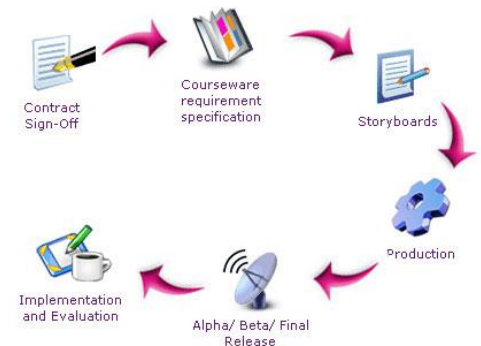 Contract
Sign-Off
Courseware
requirement
specification
Storyboards
Production
Alpha/ Beta/ Final
Release
Implementation
and Evaluation